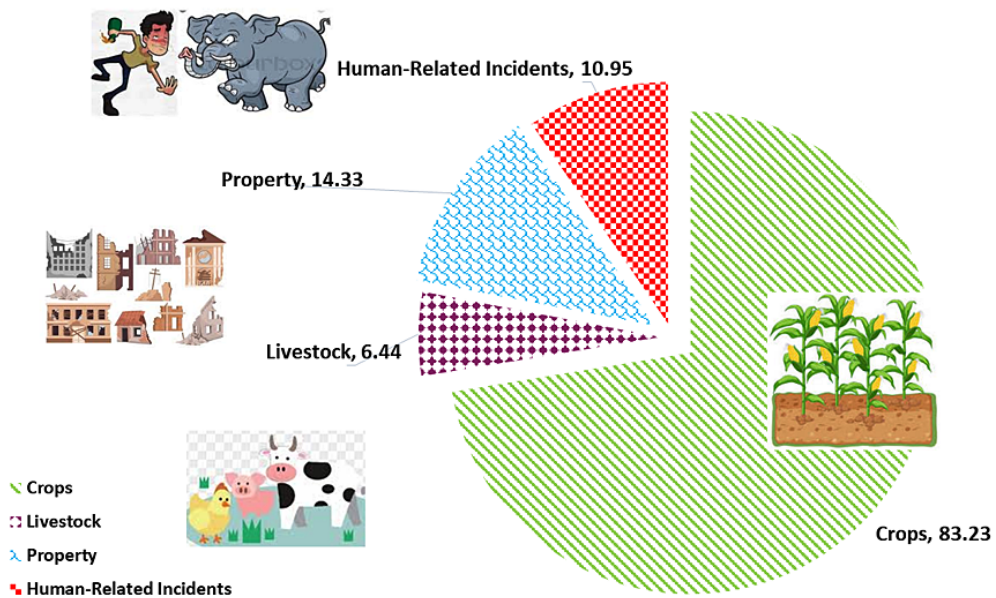 Human-Related Incidents, 10.95
Property, 14.33
Livestock, 6.44
Crops, 83.23
Crops
Livestock
Property
Human-Related Incidents